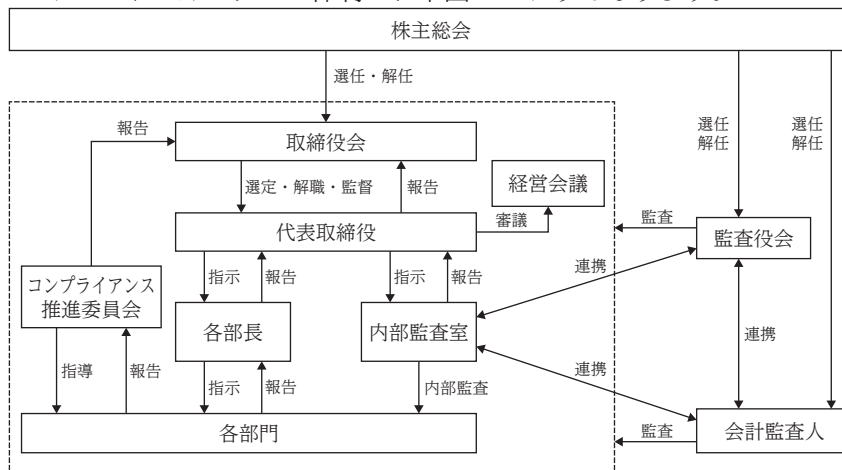 株主総会
選任・解任
選任
解任
選任
解任
報告
取締役会
選定・解職・監督
報告
経営会議
審議
代表取締役
監査
監査役会
指示
報告
指示
報告
連携
コンプライアンス
推進委員会
各部長
内部監査室
連携
指導
報告
指示
報告
内部監査
連携
各部門
監査
会計監査人